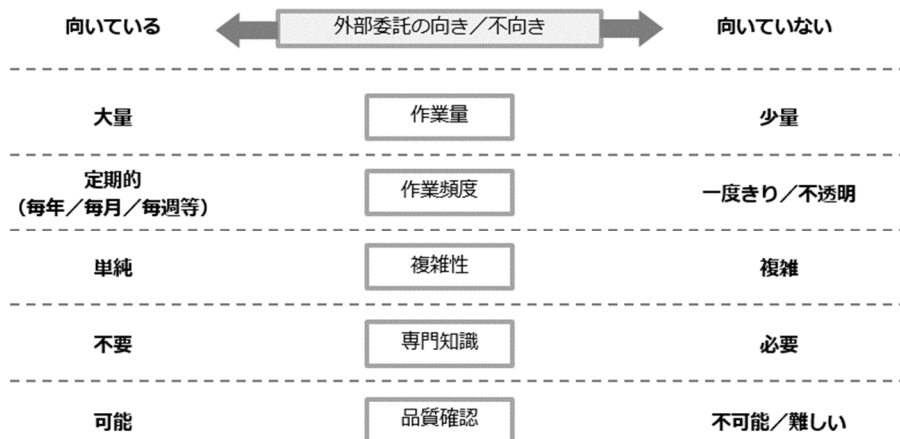 向いている 外部委託の向き／不向き 向いていない
大量 作業量 少量
定期的
（毎年／毎月／毎週等） 作業頻度 一度きり／不透明
単純 複雑性 複雑
不要 専門知識 必要
可能 品質確認 不可能／難しい